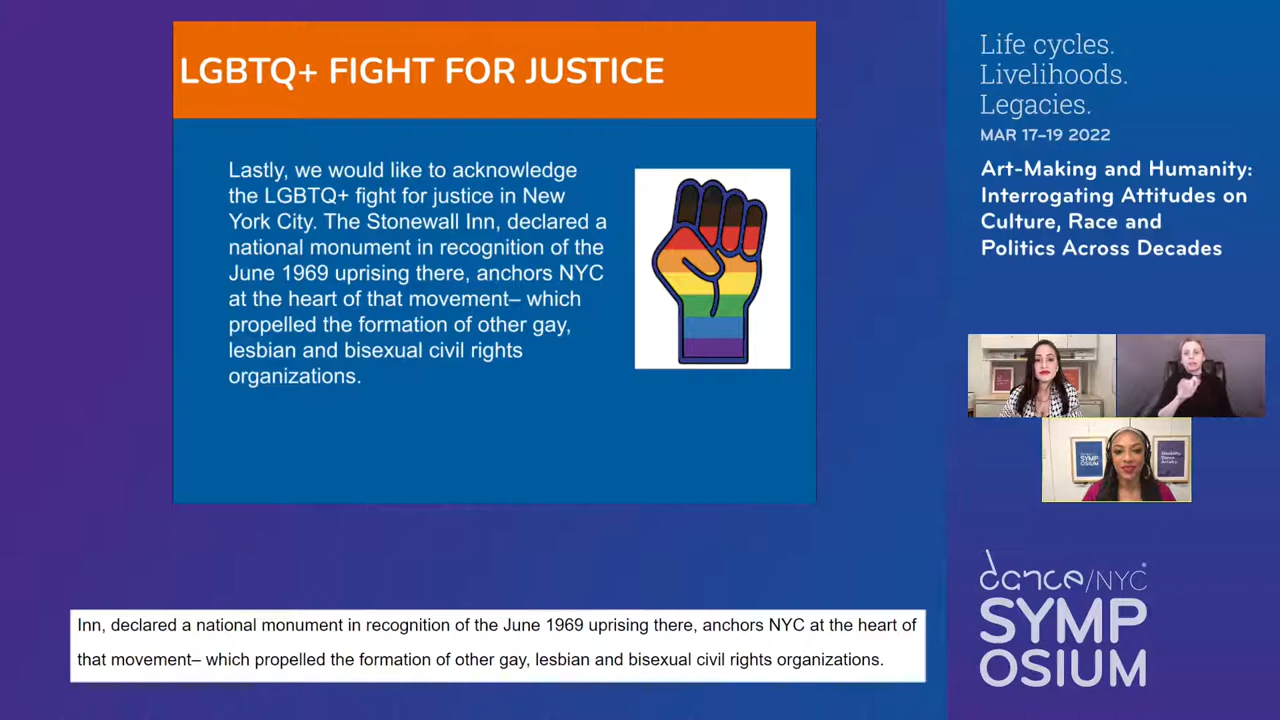 LGBTQ+ FIGHT FOR JUSTICE
Lastly, we would like to acknowledge
the LGBTQ+ fight for justice in New
York City. The Stonewall Inn, declared a
national monument in recognition of the
June 1969 uprising there, anchors NYC
at the heart of that movement– which
propelled the formation of other gay,
lesbian and bisexual civil rights
organizations.
Inn, declared a national monument in recognition of the June 1969 uprising there, anchors NYC at the heart of
that movement– which propelled the formation of other gay, lesbian and bisexual civil rights organizations.
Life cycles.
Livelihoods.
Legacies.
MAR 17–19 2022
Art-Making and Humanity:
Interrogating Attitudes on
Culture, Race and
Politics Across Decades
SYMP
OSIUM
dance/NYC
SYMP
OSIUM